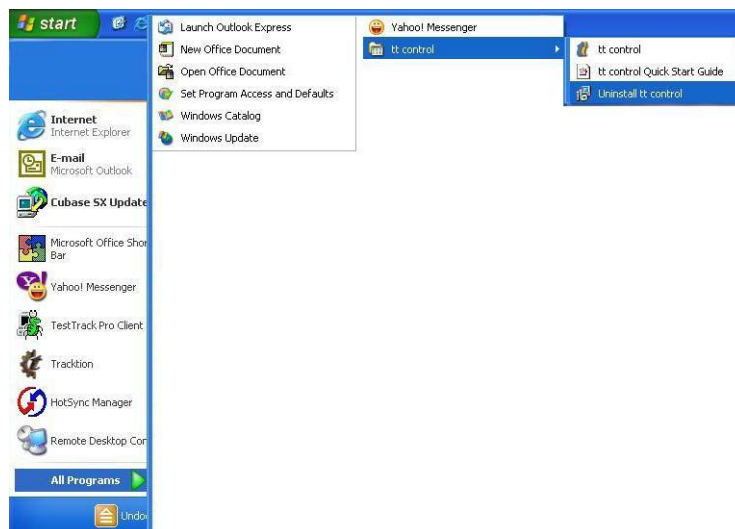 start
Launch Outlook Express
New Office Document
Open Office Document
Set Program Access and Defaults
Windows Catalog
Windows Update
Yahoo! Messenger
tt control
tt control
tt control Quick Start Guide
Uninstall tt control
Internet
Internet Explorer
E-mail
Microsoft Outlook
Cubase SX Update
Microsoft Office Shor
Bar
Yahoo! Messenger
TestTrack Pro Client
Tracktion
HotSync Manager
Remote Desktop Con
All Programs
Undo